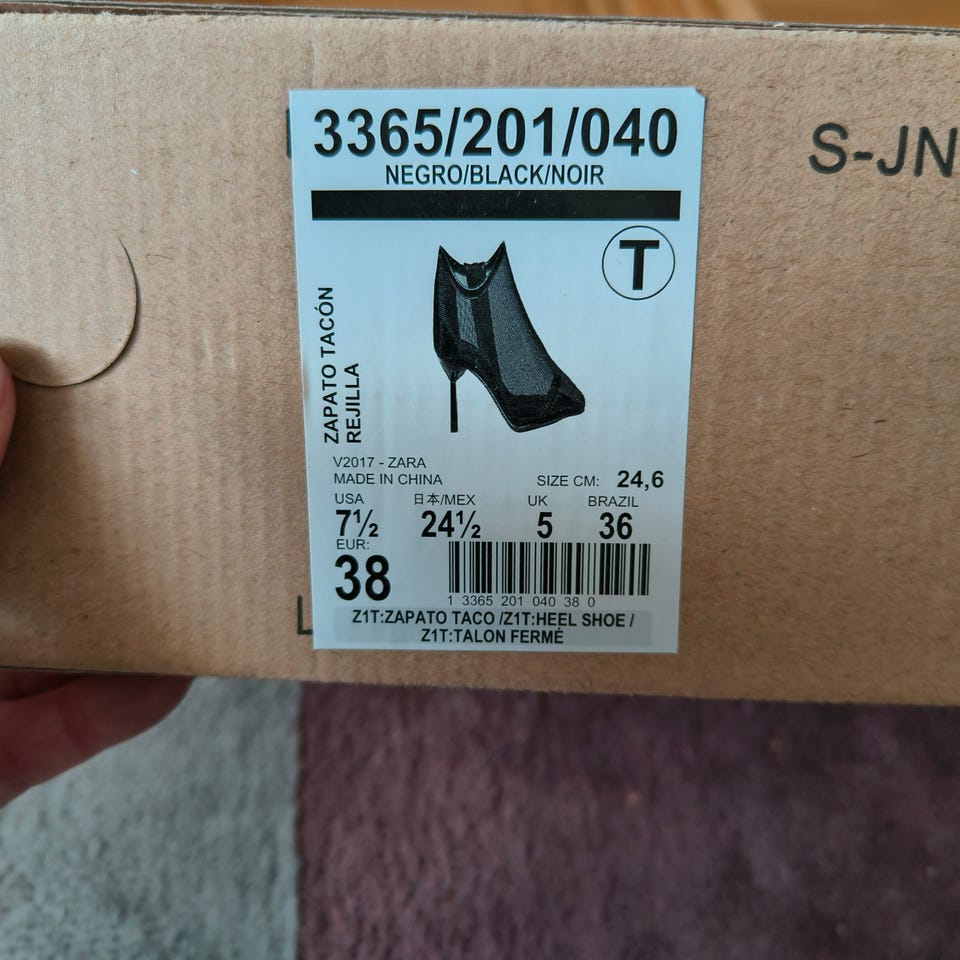 3365/201/040
NEGRO/BLACK/NOIR
S-JN
T
ZAPATO TACÓN
REJILLA
V2017 - ZARA
MADE IN CHINA
SIZE CM: 24,6
USA 日本/MEX UK BRAZIL
7½ 24½ 5 36
EUR:
38
1 3365 201 040 38 0
Z1T:ZAPATO TACO /Z1T:HEEL SHOE /
Z1T:TALON FERMÉ